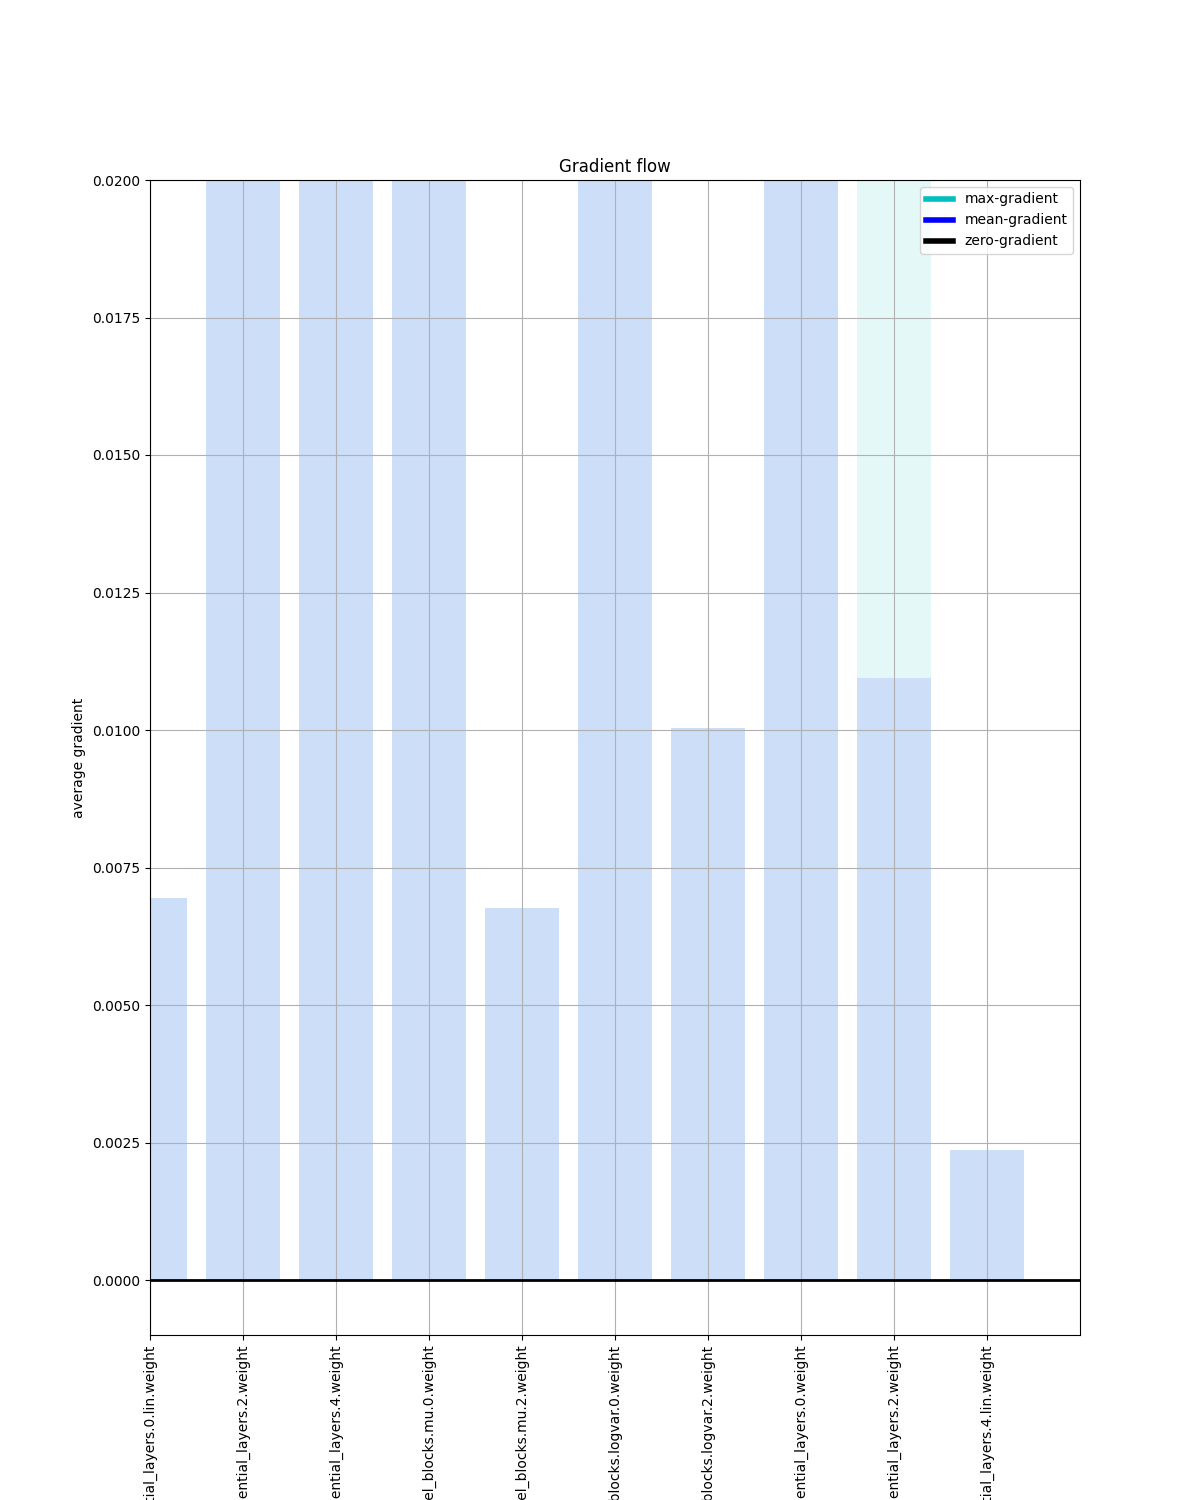 Gradient flow
max-gradient
mean-gradient
zero-gradient
0.0200
0.0175
0.0150
0.0125
0.0100
0.0075
0.0050
0.0025
0.0000
average gradient
tial_layers.0.lin.weight
ential_layers.2.weight
ential_layers.4.weight
el_blocks.mu.0.weight
el_blocks.mu.2.weight
blocks.logvar.0.weight
blocks.logvar.2.weight
ential_layers.0.weight
ential_layers.2.weight
tial_layers.4.lin.weight